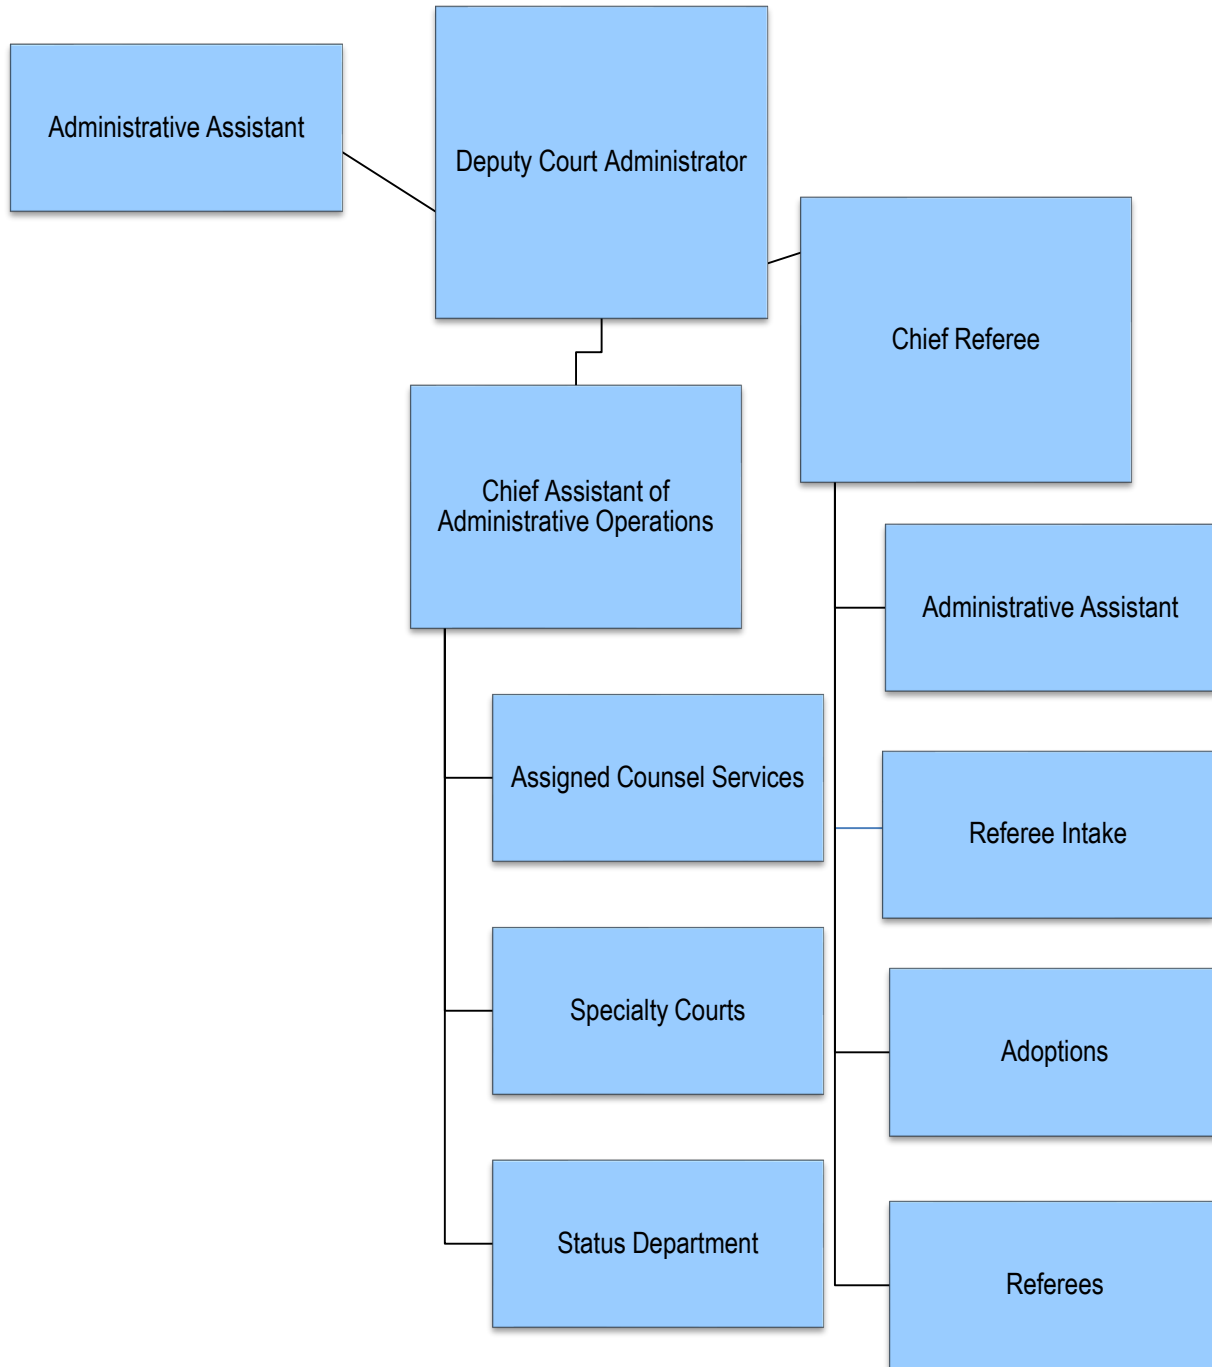 Administrative Assistant
Deputy Court Administrator
Chief Referee
Chief Assistant of
Administrative Operations
Administrative Assistant
Assigned Counsel Services
Referee Intake
Specialty Courts
Adoptions
Status Department
Referees